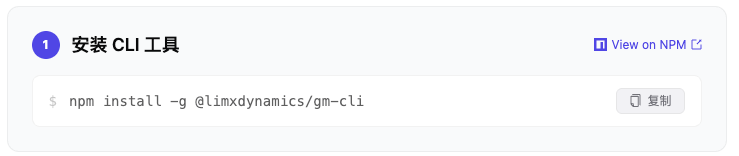 1 安装 CLI 工具 View on NPM
$ npm install -g @limxdynamics/gm-cli 复制